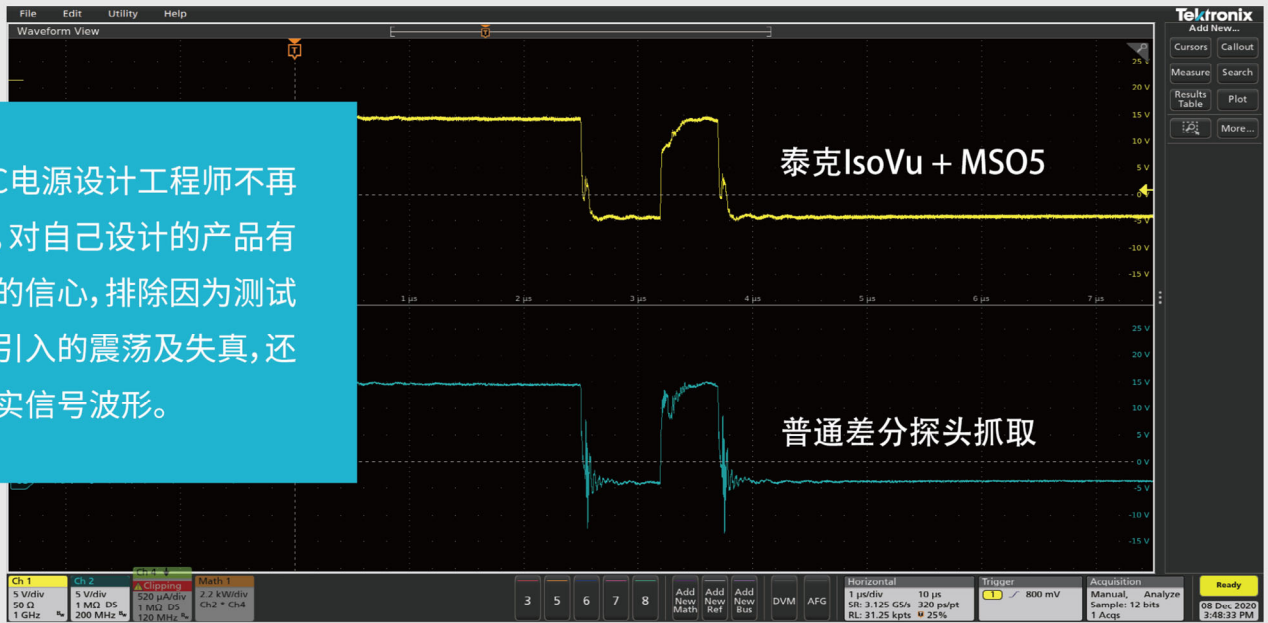 File Edit Utility Help
Tektronix
Waveform View
Add New...
Cursors Callout
Measure Search
Results Table Plot
More...
T
T
25 V
20 V
15 V
10 V
5 V
0 V
-5 V
-10 V
-15 V
泰克IsoVu + MSO5
C电源设计工程师不再
,对自己设计的产品有
的信心,排除因为测试
引入的震荡及失真,还
实信号波形。
1 µs 2 µs 3 µs 4 µs 5 µs 6 µs 7 µs
25 V
20 V
15 V
10 V
5 V
0 V
-5 V
-10 V
-15 V
普通差分探头抓取
Ch 1
5 V/div
50 Ω
1 GHz
Ch 2
5 V/div
1 MΩ DS
200 MHz
Ch 4
Clipping
520 µA/div
1 MΩ DS
120 MHz
Math 1
2.2 kW/div
Ch2 * Ch4
3 5 6 7 8
Add New Math
Add New Ref
Add New Bus
DVM
AFG
Horizontal
1 µs/div 10 µs
SR: 3.125 GS/s 320 ps/pt
RL: 31.25 kpts 25%
Trigger
1 800 mV
Acquisition
Manual, Analyze
Sample: 12 bits
1 Acqs
Ready
08 Dec 2020
3:48:33 PM